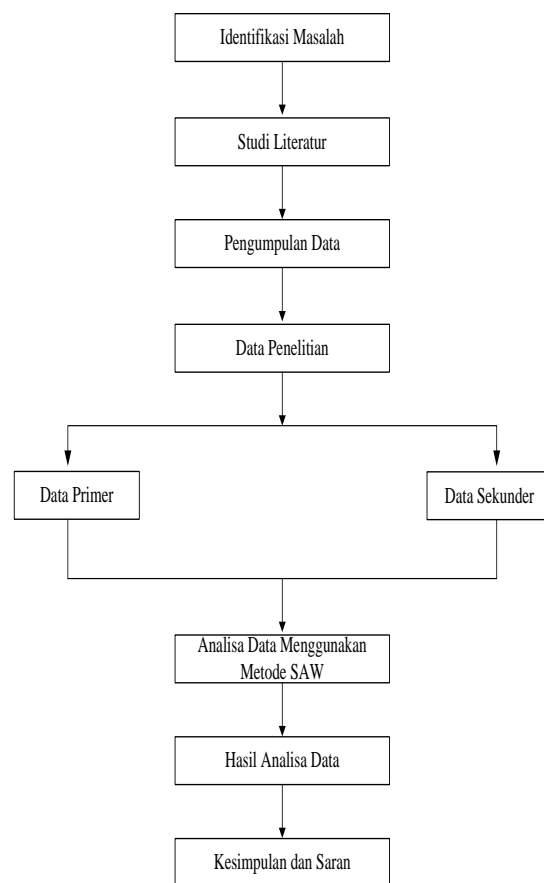 Identifikasi Masalah
Studi Literatur
Pengumpulan Data
Data Penelitian
Data Primer
Data Sekunder
Analisa Data Menggunakan
Metode SAW
Hasil Analisa Data
Kesimpulan dan Saran